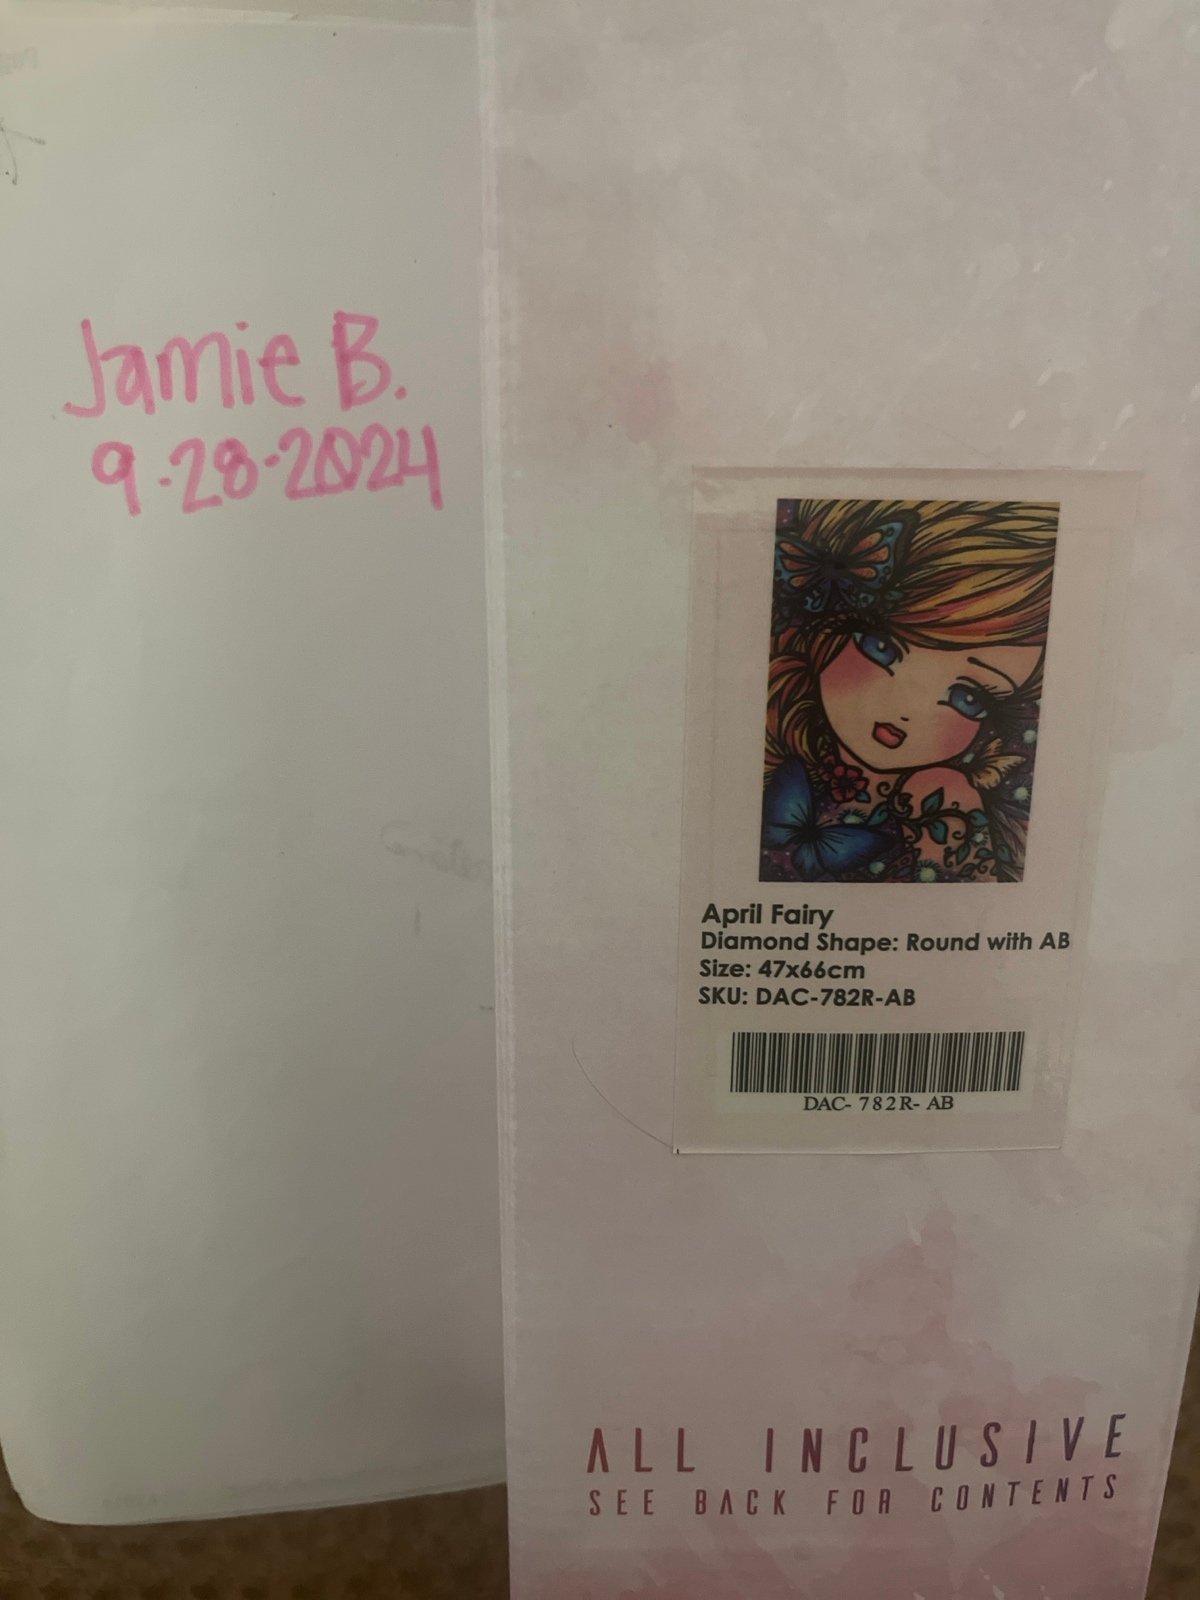 Jamie B.
9-28-2024
April Fairy
Diamond Shape: Round with AB
Size: 47x66cm
SKU: DAC-782R-AB
DAC- 782R- AB
ALL INCLUSIVE
SEE BACK FOR CONTENTS